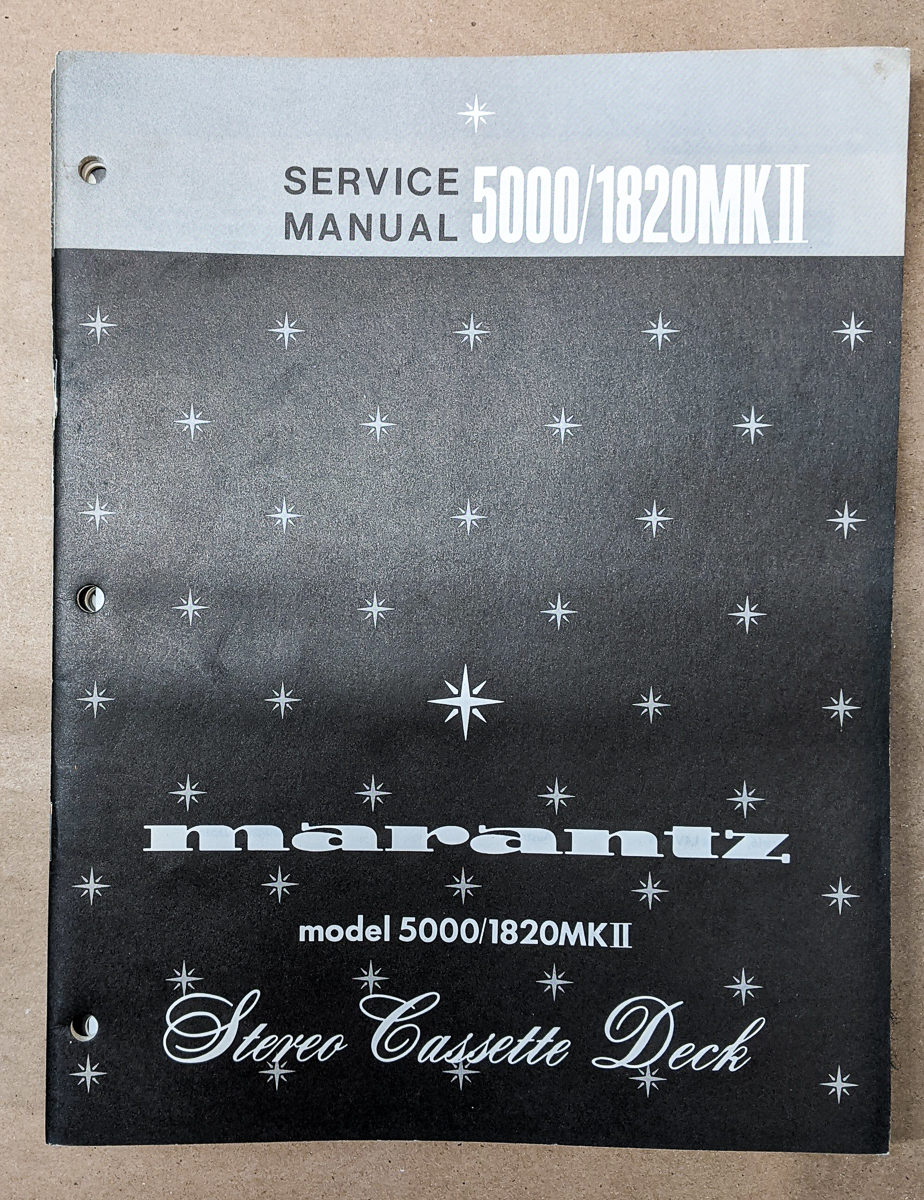 SERVICE
MANUAL 5000/1820MKII
marantz
model 5000/1820MKII
Stereo Cassette Deck